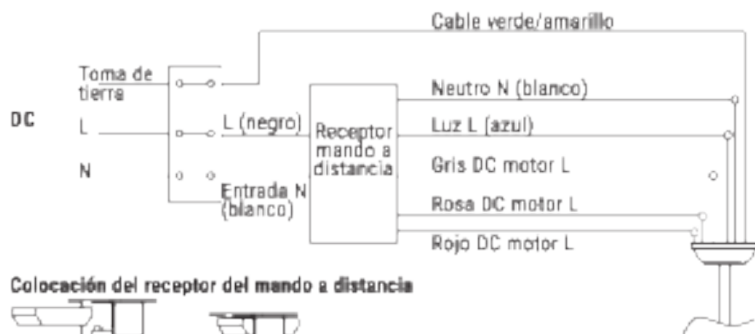 Cable verde/amarillo
Toma de
tierra
DC
L
L (negro)
N
Entrada N
(blanco)
Receptor
mando a
distancia
Neutro N (blanco)
Luz L (azul)
Gris DC motor L
Rosa DC motor L
Rojo DC motor L
Colocación del receptor del mando a distancia